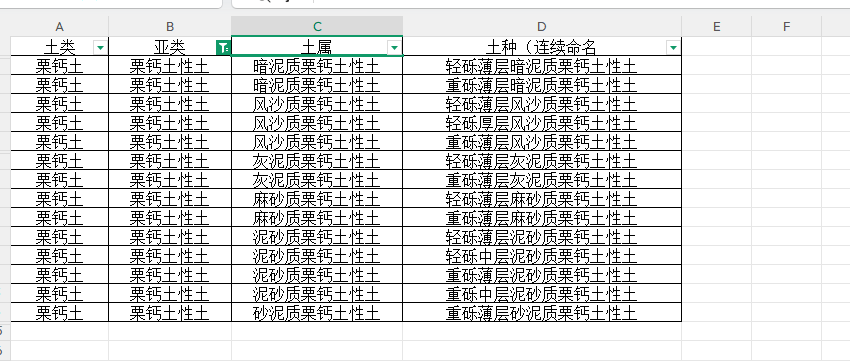 A B C D E F
土类 亚类 土属 土种（连续命名
栗钙土 栗钙土性土 暗泥质栗钙土性土 轻砾薄层暗泥质栗钙土性土
栗钙土 栗钙土性土 暗泥质栗钙土性土 重砾薄层暗泥质栗钙土性土
栗钙土 栗钙土性土 风沙质栗钙土性土 轻砾薄层风沙质栗钙土性土
栗钙土 栗钙土性土 风沙质栗钙土性土 轻砾厚层风沙质栗钙土性土
栗钙土 栗钙土性土 风沙质栗钙土性土 重砾薄层风沙质栗钙土性土
栗钙土 栗钙土性土 灰泥质栗钙土性土 轻砾薄层灰泥质栗钙土性土
栗钙土 栗钙土性土 灰泥质栗钙土性土 重砾薄层灰泥质栗钙土性土
栗钙土 栗钙土性土 麻砂质栗钙土性土 轻砾薄层麻砂质栗钙土性土
栗钙土 栗钙土性土 麻砂质栗钙土性土 重砾薄层麻砂质栗钙土性土
栗钙土 栗钙土性土 泥砂质栗钙土性土 轻砾薄层泥砂质栗钙土性土
栗钙土 栗钙土性土 泥砂质栗钙土性土 轻砾中层泥砂质栗钙土性土
栗钙土 栗钙土性土 泥砂质栗钙土性土 重砾薄层泥砂质栗钙土性土
栗钙土 栗钙土性土 泥砂质栗钙土性土 重砾中层泥砂质栗钙土性土
栗钙土 栗钙土性土 砂泥质栗钙土性土 重砾薄层砂泥质栗钙土性土